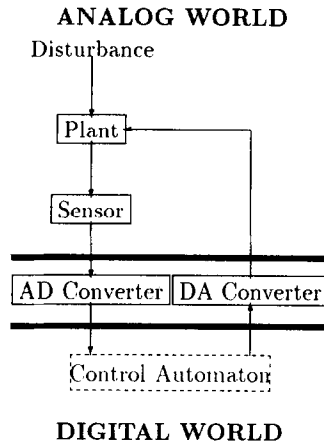 ANALOG WORLD
Disturbance
Plant
Sensor
AD Converter DA Converter
Control Automaton
DIGITAL WORLD